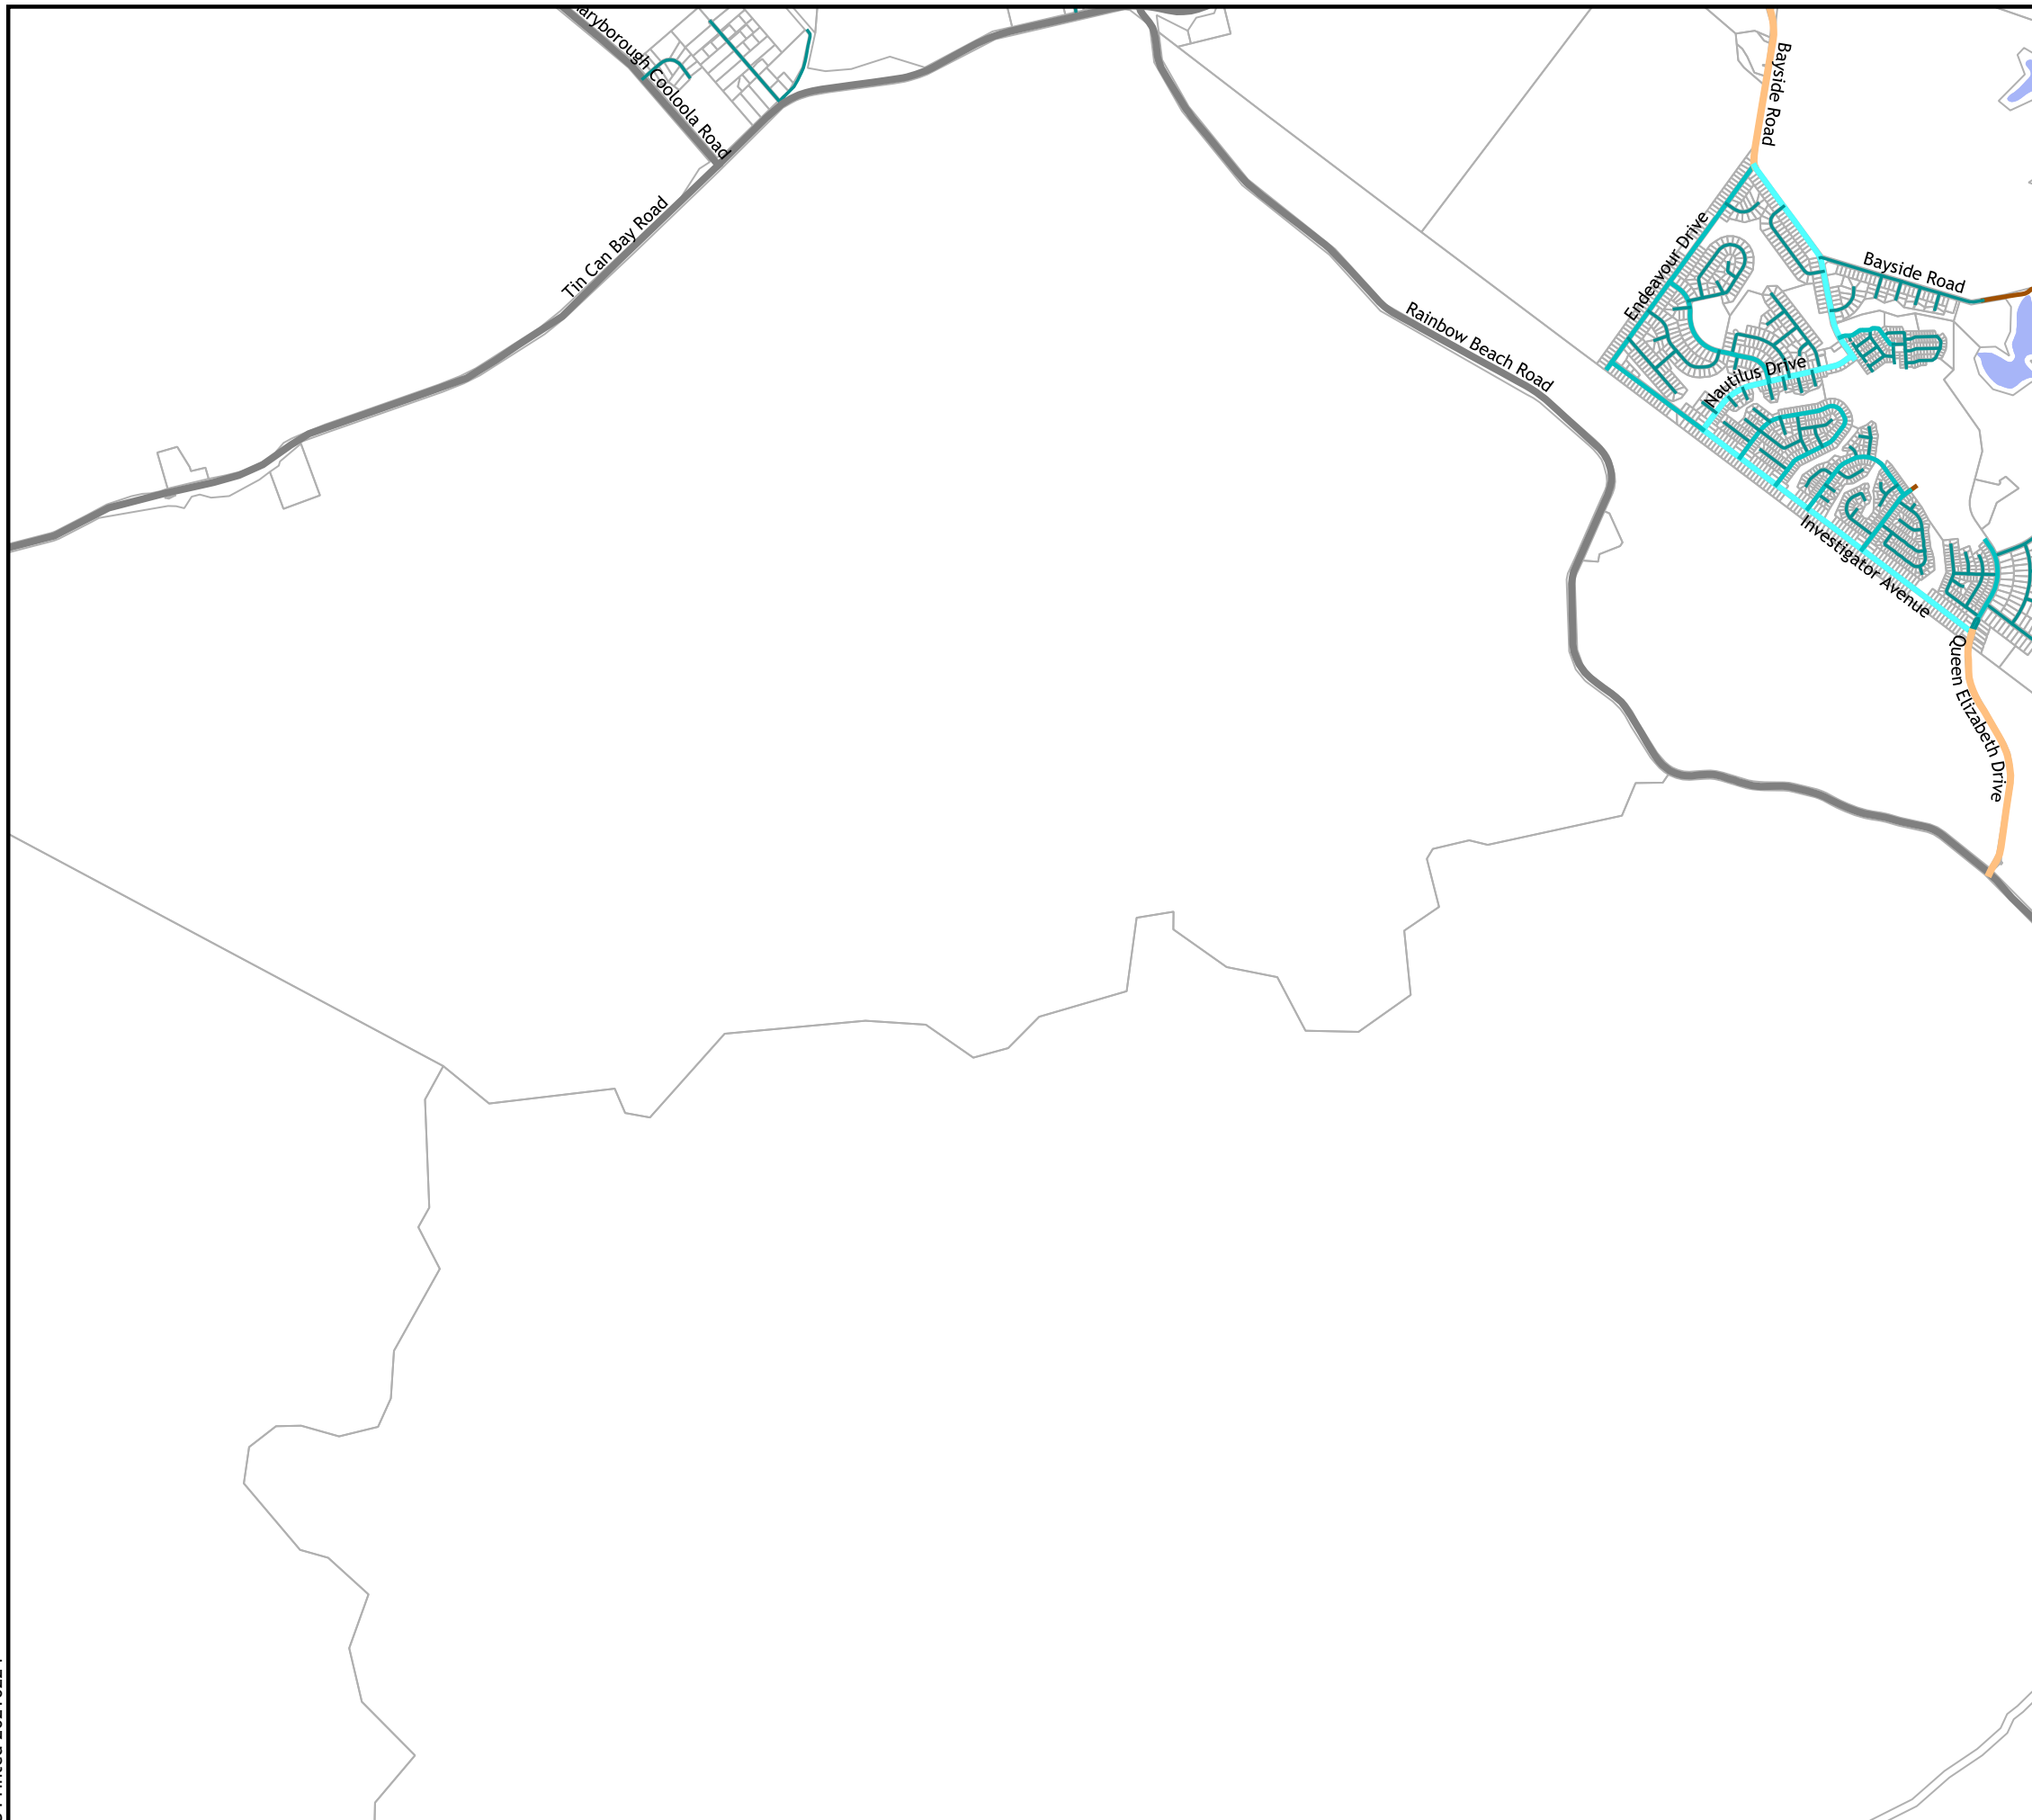 Cooloola Road
Bayside Road
Tin Can Bay Road
Endeavour Drive
Bayside Road
Rainbow Beach Road
Nautilus Drive
Investigator Avenue
Queen Elizabeth Drive